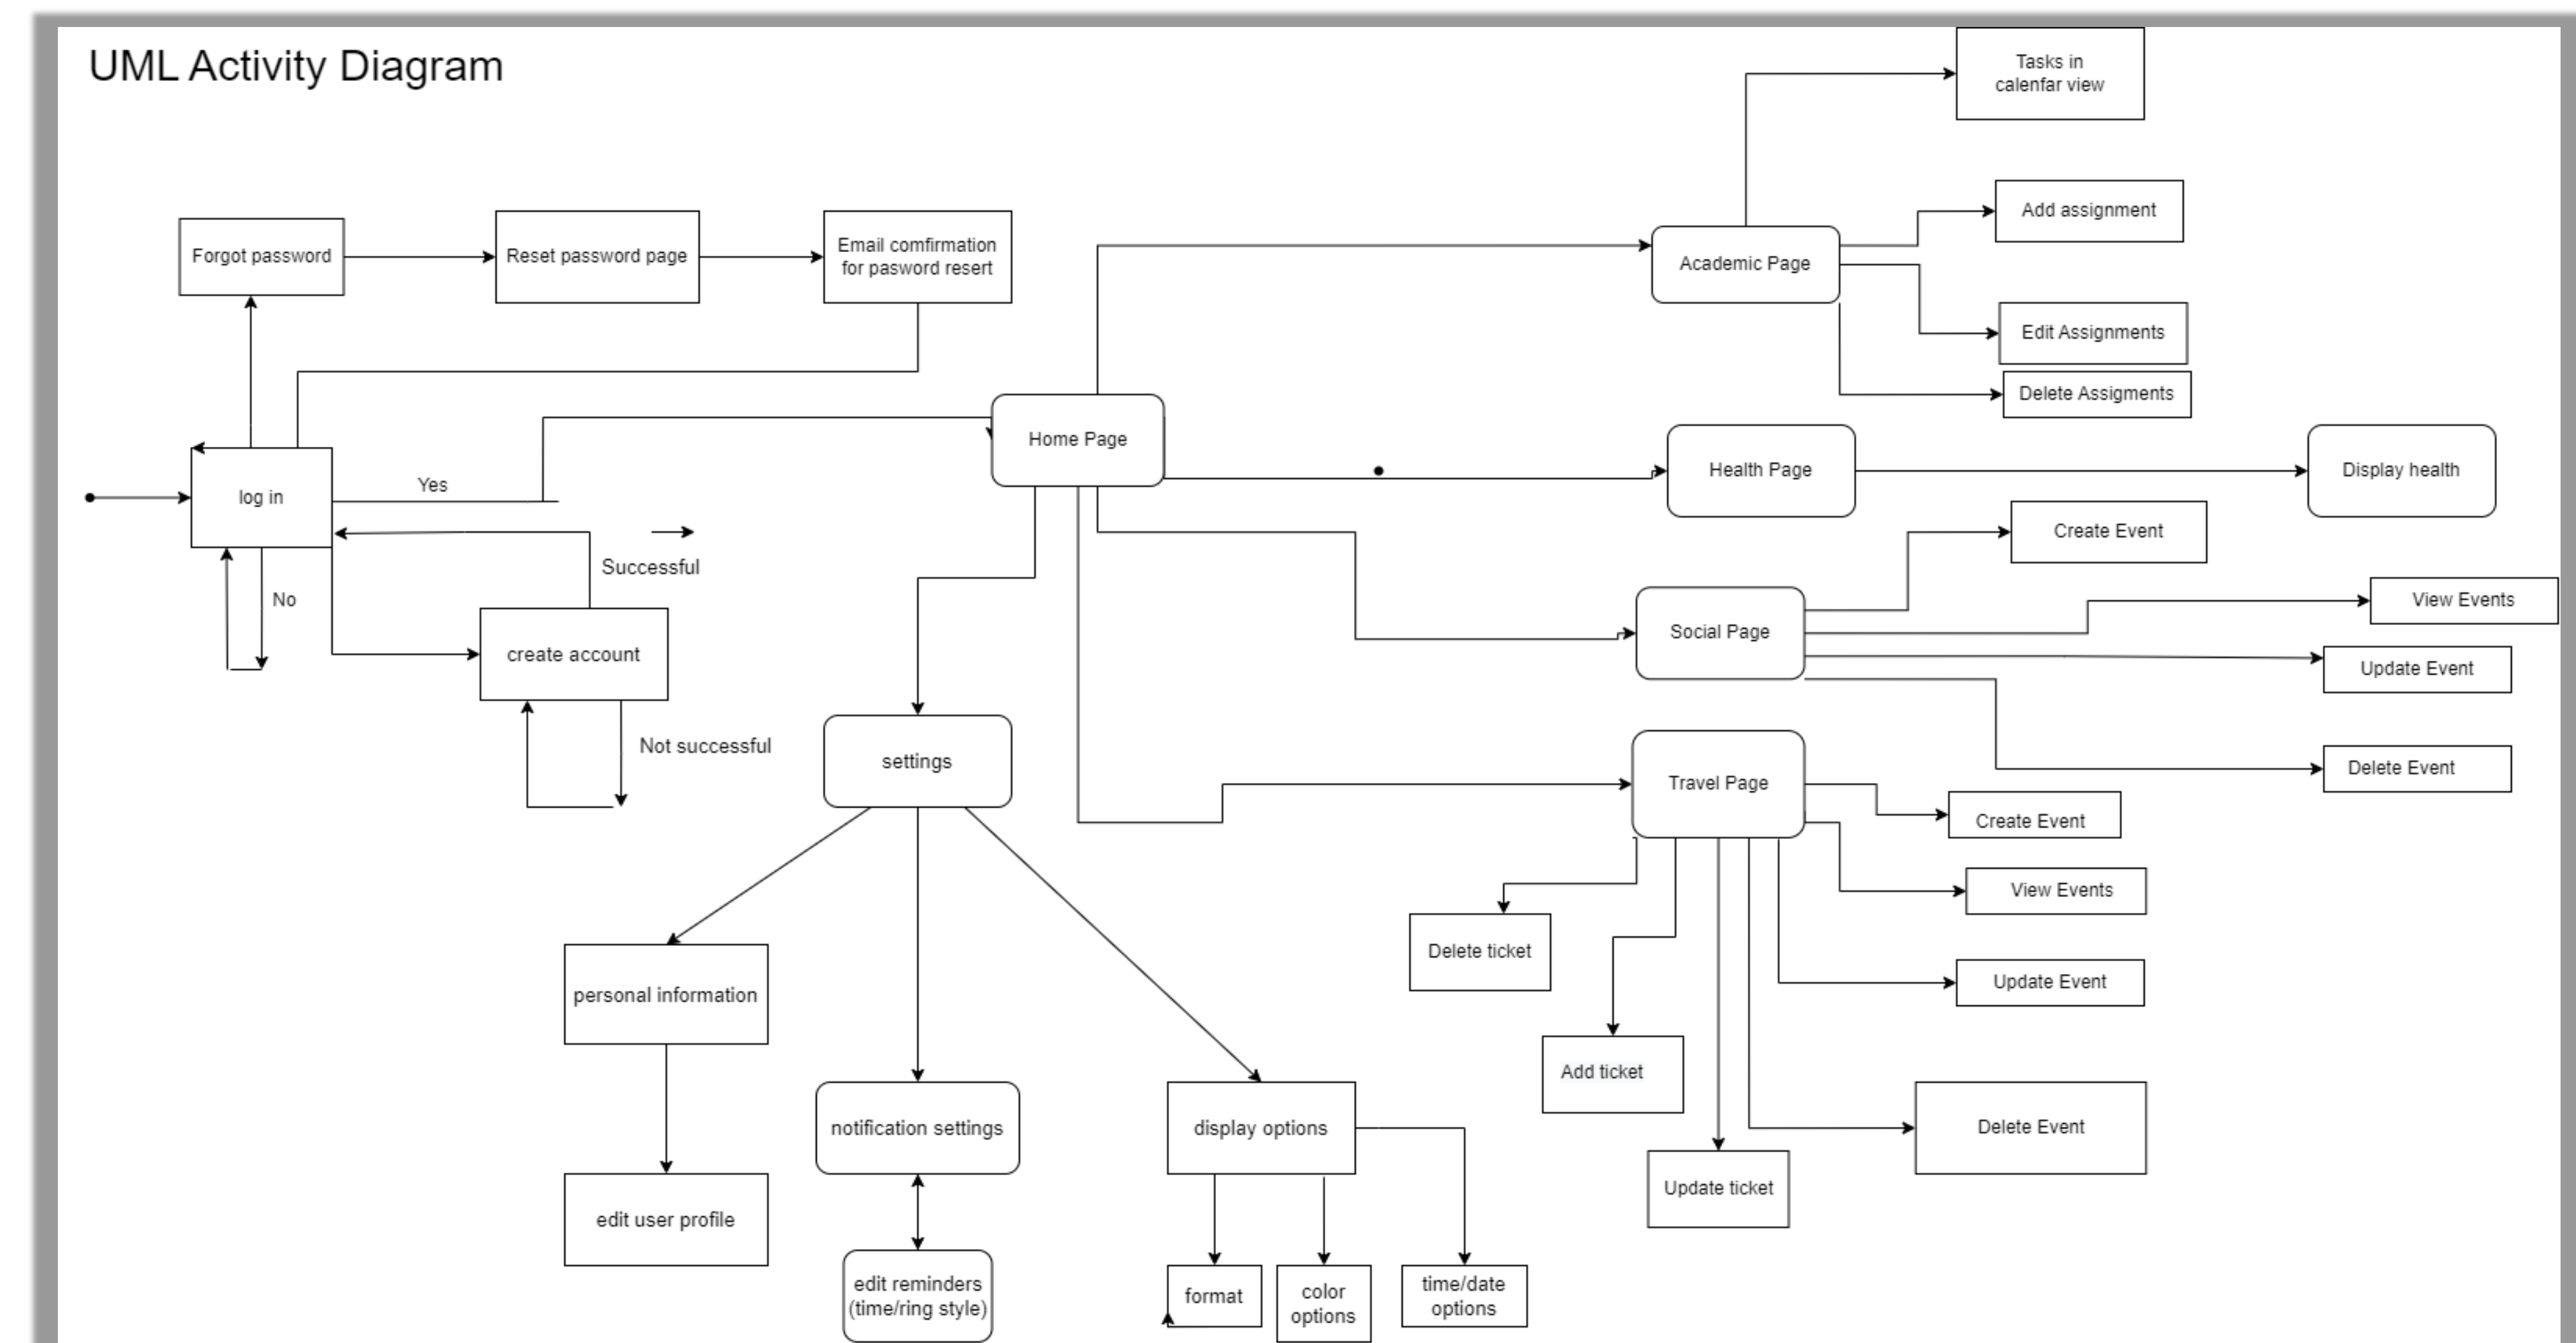 UML Activity Diagram
Tasks in
calenfar view
Add assignment
Forgot password
Reset password page
Email comfirmation
for pasword resert
Academic Page
Edit Assignments
Delete Assigments
Home Page
Health Page
Display health
log in
Yes
Create Event
Successful
No
View Events
Social Page
create account
Update Event
Not successful
settings
Delete Event
Travel Page
Create Event
View Events
Delete ticket
Update Event
personal information
Add ticket
notification settings
display options
Delete Event
Update ticket
edit user profile
edit reminders
(time/ring style)
format
color
options
time/date
options